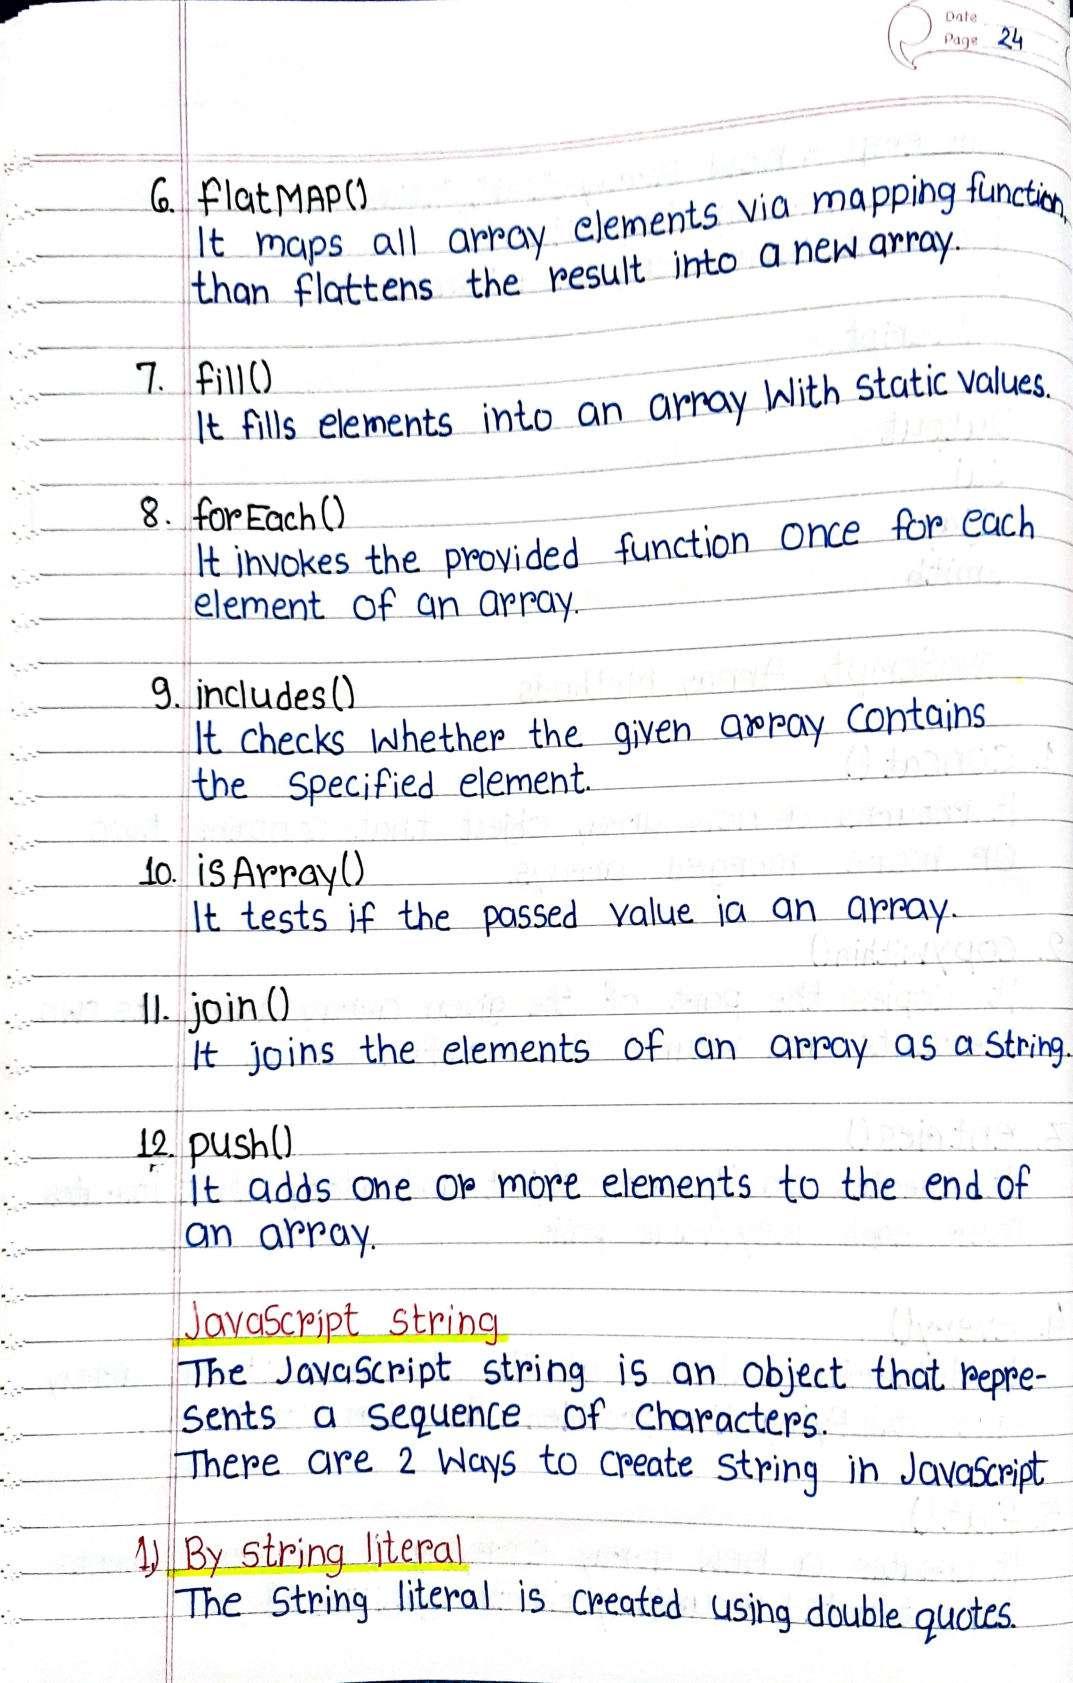 Date
Page 24
6. flatMAP()
It maps all array elements via mapping function,
than flattens the result into a new array.
7. fill()
It fills elements into an array With static values.
8. forEach()
It invokes the provided function once for each
element of an array.
9. includes()
It checks whether the given array contains
the specified element.
10. isArray()
It tests if the passed value ia an array.
11. join()
It joins the elements of an array as a string.
12. push()
It adds one or more elements to the end of
an array.
JavaScript string
The JavaScript string is an object that repre-
sents a sequence of characters.
There are 2 ways to create string in JavaScript
1) By string literal
The string literal is created using double quotes.